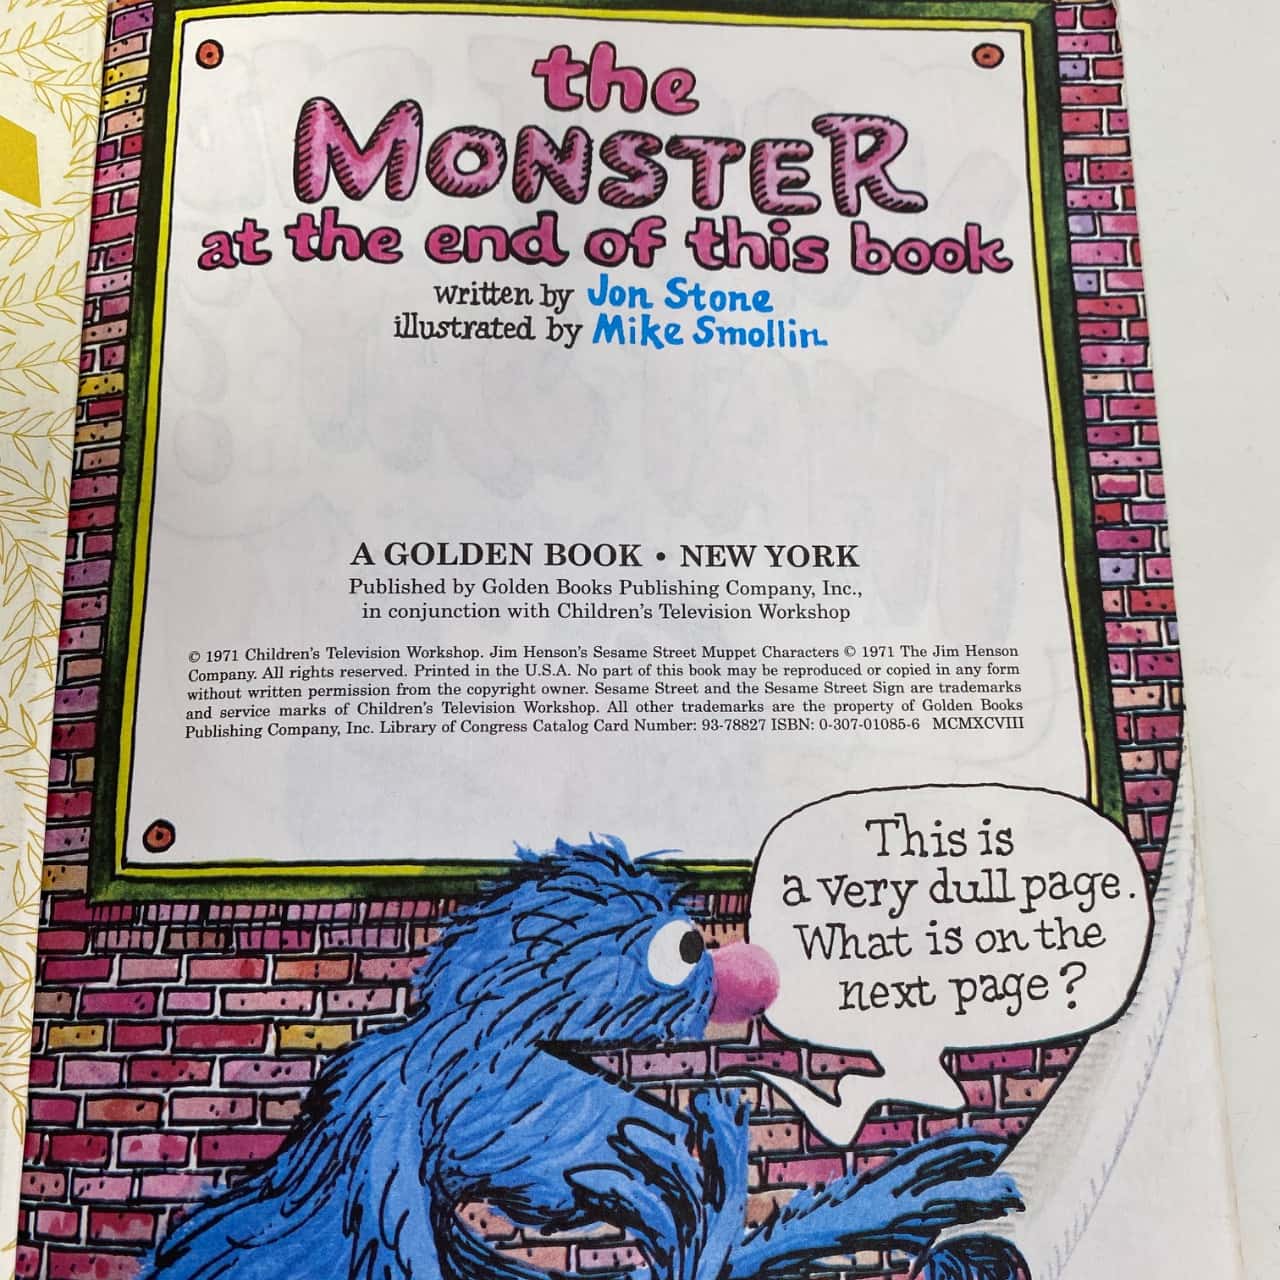 the
MONSTER
at the end of this book
written by Jon Stone
illustrated by Mike Smollin
A GOLDEN BOOK • NEW YORK
Published by Golden Books Publishing Company, Inc.,
in conjunction with Children's Television Workshop
© 1971 Children's Television Workshop. Jim Henson's Sesame Street Muppet Characters © 1971 The Jim Henson
Company. All rights reserved. Printed in the U.S.A. No part of this book may be reproduced or copied in any form
without written permission from the copyright owner. Sesame Street and the Sesame Street Sign are trademarks
and service marks of Children's Television Workshop. All other trademarks are the property of Golden Books
Publishing Company, Inc. Library of Congress Catalog Card Number: 93-78827 ISBN: 0-307-01085-6 MCMXCVIII
This is
a very dull page.
What is on the
next page?